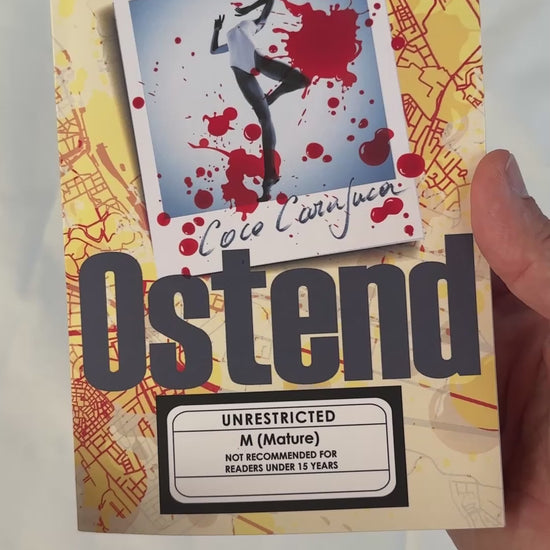 Coco Carafuca
Ostend
UNRESTRICTED
M (Mature)
NOT RECOMMENDED FOR
READERS UNDER 15 YEARS